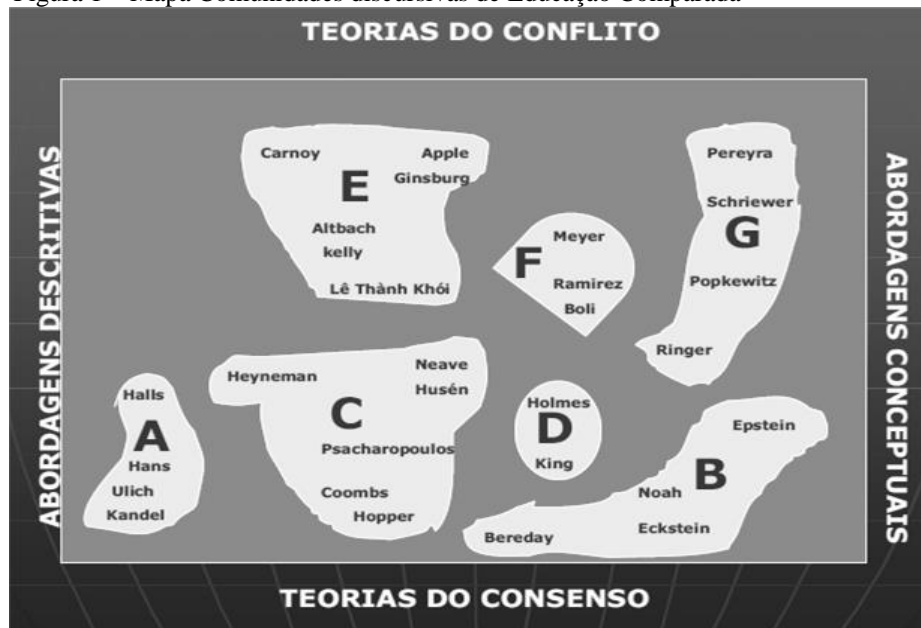 Figura 1 – Mapa Comunidades discursivas de Educação Comparada
TEORIAS DO CONFLITO
ABORDAGENS DESCRITIVAS
ABORDAGENS CONCEPTUAIS
Carnoy
Apple
Ginsburg
E
Altbach
kelly
Lê Thành Khói
Meyer
F
Ramirez
Boli
Pereyra
Schriewer
G
Popkewitz
Ringer
Halls
A
Hans
Ulich
Kandel
Heyneman
Neave
Husén
C
Psacharopoulos
Coombs
Hopper
Holmes
D
King
Epstein
Noah
B
Eckstein
Bereday
TEORIAS DO CONSENSO